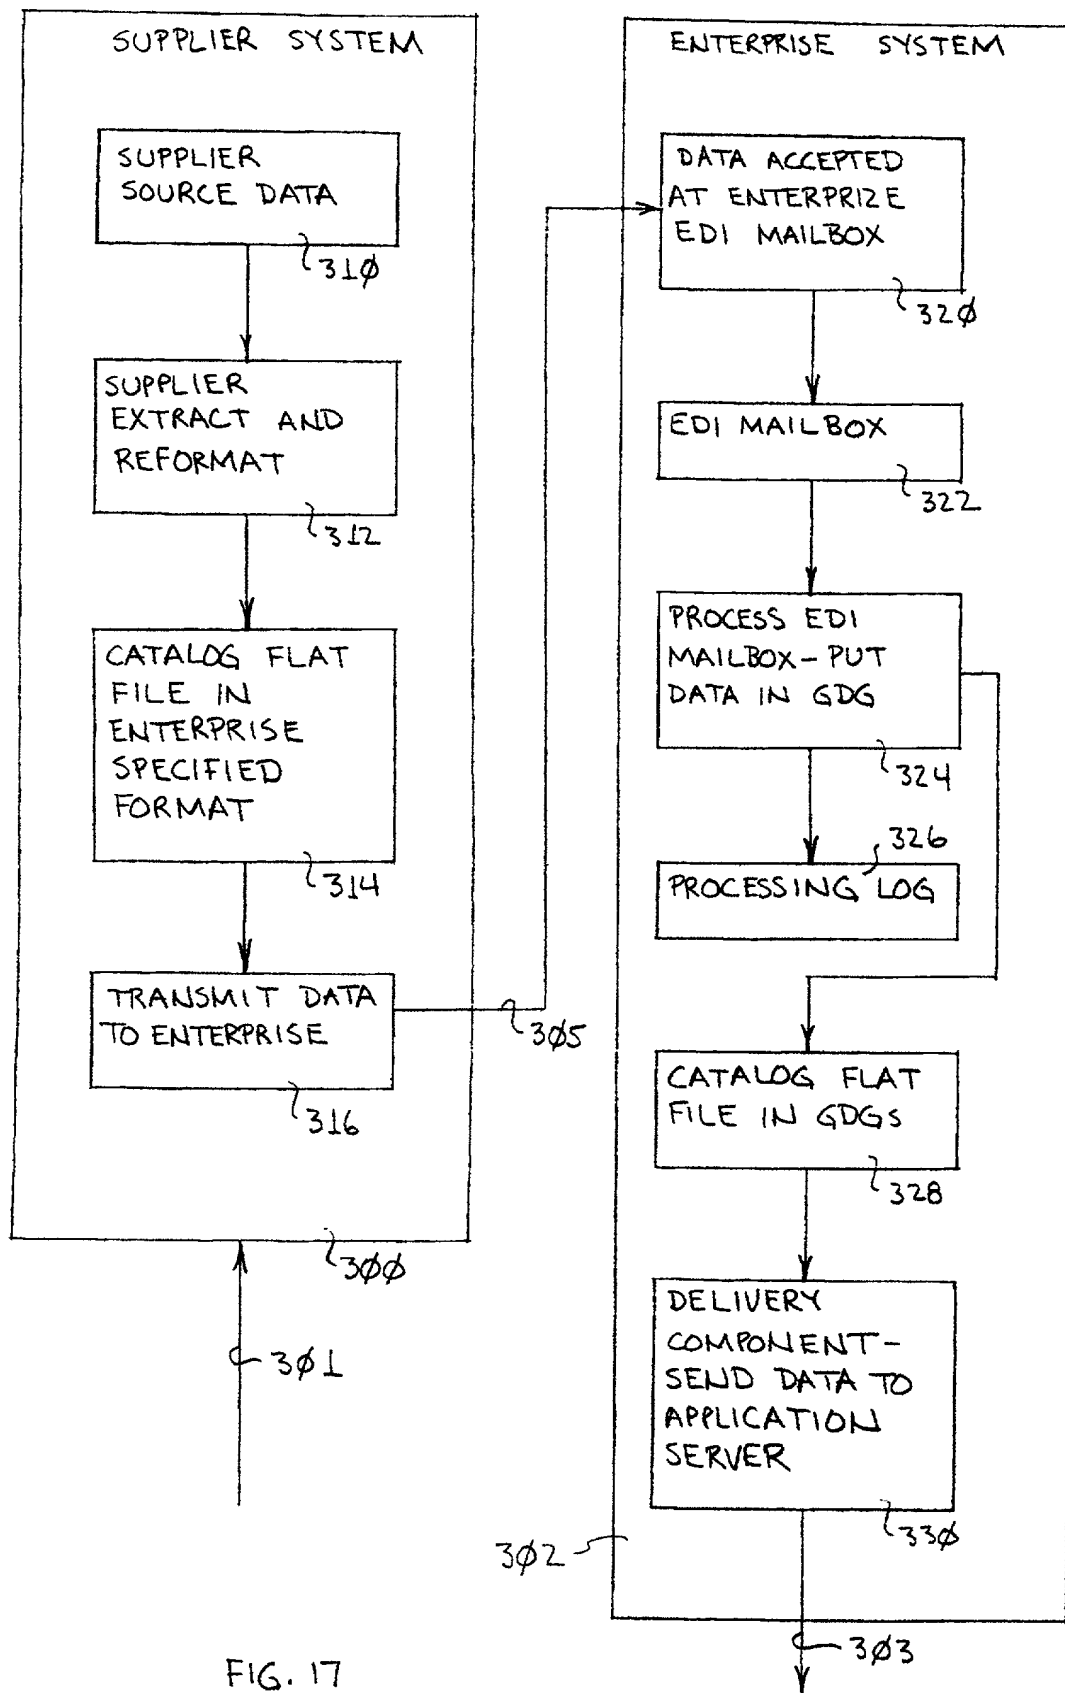 SUPPLIER SYSTEM
SUPPLIER
SOURCE DATA
310
SUPPLIER
EXTRACT AND
REFORMAT
312
CATALOG FLAT
FILE IN
ENTERPRISE
SPECIFIED
FORMAT
314
TRANSMIT DATA
TO ENTERPRISE
316
300
301
305
ENTERPRISE SYSTEM
DATA ACCEPTED
AT ENTERPRIZE
EDI MAILBOX
320
EDI MAILBOX
322
PROCESS EDI
MAILBOX-PUT
DATA IN GDG
324
326
PROCESSING LOG
CATALOG FLAT
FILE IN GDGs
328
DELIVERY
COMPONENT-
SEND DATA TO
APPLICATION
SERVER
330
302
303
FIG. 17